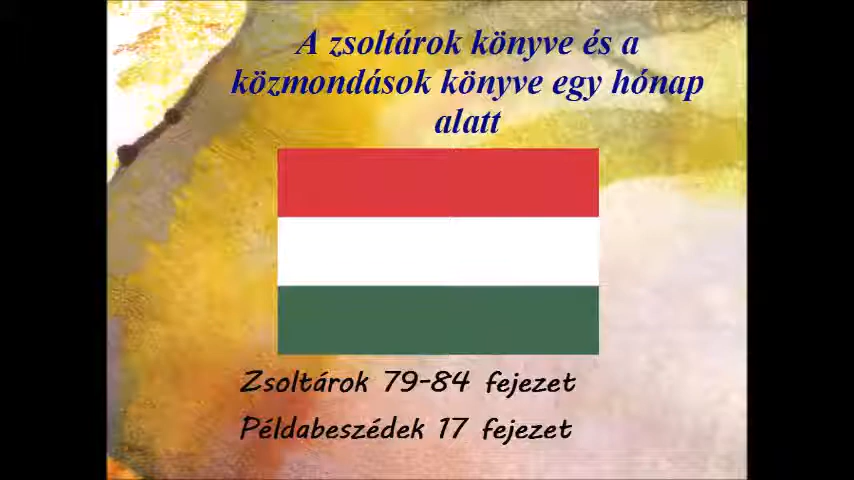 A zsoltárok könyve és a
közmondások könyve egy hónap
alatt
Zsoltárok 79-84 fejezet
Példabeszédek 17 fejezet